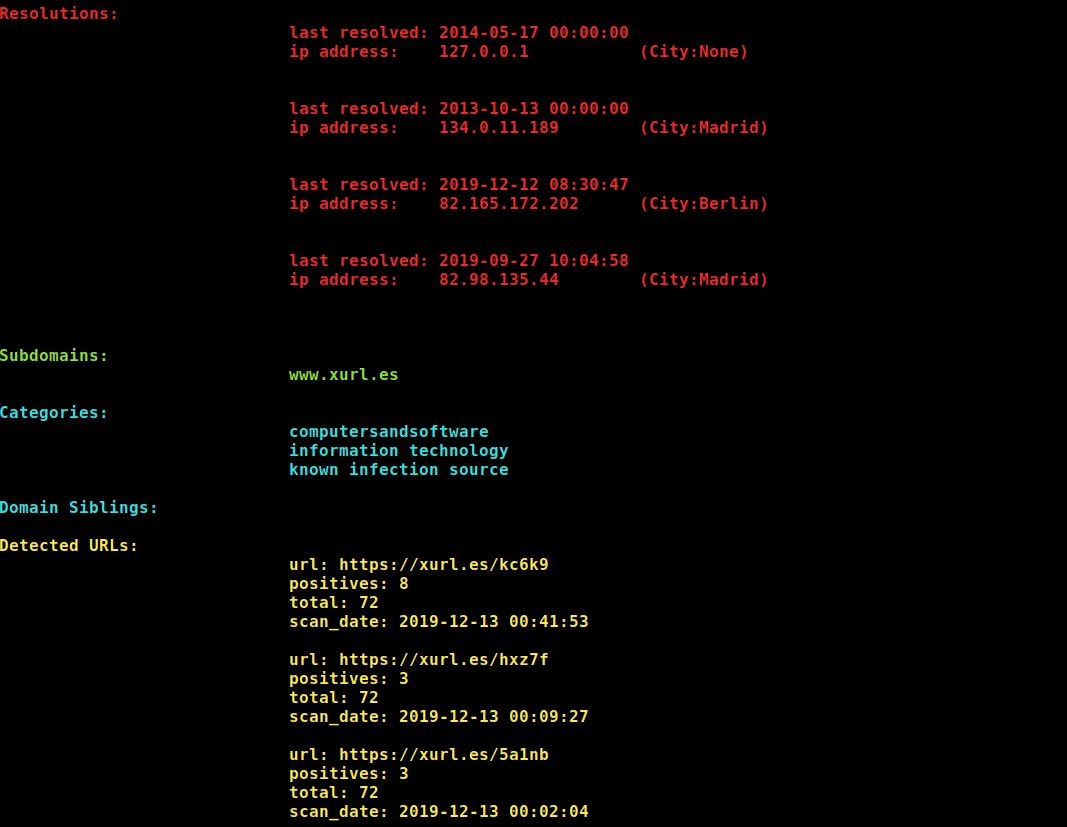 Resolutions:
last resolved: 2014-05-17 00:00:00
ip address:    127.0.0.1           (City:None)
last resolved: 2013-10-13 00:00:00
ip address:    134.0.11.189        (City:Madrid)
last resolved: 2019-12-12 08:30:47
ip address:    82.165.172.202      (City:Berlin)
last resolved: 2019-09-27 10:04:58
ip address:    82.98.135.44        (City:Madrid)
Subdomains:
www.xurl.es
Categories:
computersandsoftware
information technology
known infection source
Domain Siblings:
Detected URLs:
url: https://xurl.es/kc6k9
positives: 8
total: 72
scan_date: 2019-12-13 00:41:53
url: https://xurl.es/hxz7f
positives: 3
total: 72
scan_date: 2019-12-13 00:09:27
url: https://xurl.es/5a1nb
positives: 3
total: 72
scan_date: 2019-12-13 00:02:04